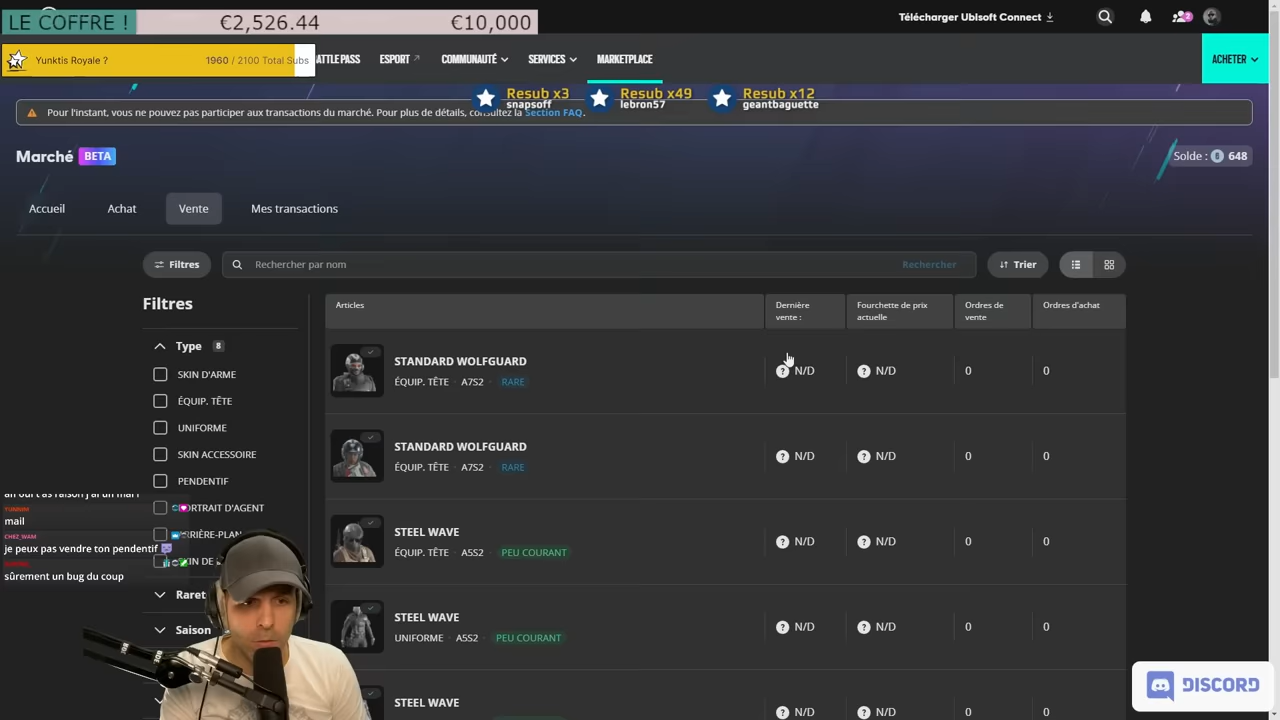 LE COFFRE ! €2,526.44 €10,000
Télécharger Ubisoft Connect
2
Yunktis Royale ? 1960 / 2100 Total Subs
ATTLE PASS ESPORT COMMUNAUTÉ SERVICES MARKETPLACE ACHETER
Resub x3 Resub x49 Resub x12
snapsoff lebron57 geantbaguette
Pour l'instant, vous ne pouvez pas participer aux transactions du marché. Pour plus de détails, consultez la Section FAQ.
Marché BETA Solde : 648
Accueil Achat Vente Mes transactions
Filtres Rechercher par nom Rechercher Trier
Filtres
Articles Dernière vente : Fourchette de prix actuelle Ordres de vente Ordres d'achat
Type 8
SKIN D'ARME
ÉQUIP. TÊTE
UNIFORME
SKIN ACCESSOIRE
PENDENTIF
PORTRAIT D'AGENT
ARRIÈRE-PLAN
SKIN DE
Raret
Saison
STANDARD WOLFGUARD
ÉQUIP. TÊTE · A7S2 · RARE
? N/D ? N/D 0 0
STANDARD WOLFGUARD
ÉQUIP. TÊTE · A7S2 · RARE
? N/D ? N/D 0 0
STEEL WAVE
ÉQUIP. TÊTE · A5S2 · PEU COURANT
? N/D ? N/D 0 0
STEEL WAVE
UNIFORME · A5S2 · PEU COURANT
? N/D ? N/D 0 0
STEEL WAVE
? N/D ? N/D 0 0
mail
CHEZ_WAM
je peux pas vendre ton pendentif
sûrement un bug du coup
DISCORD